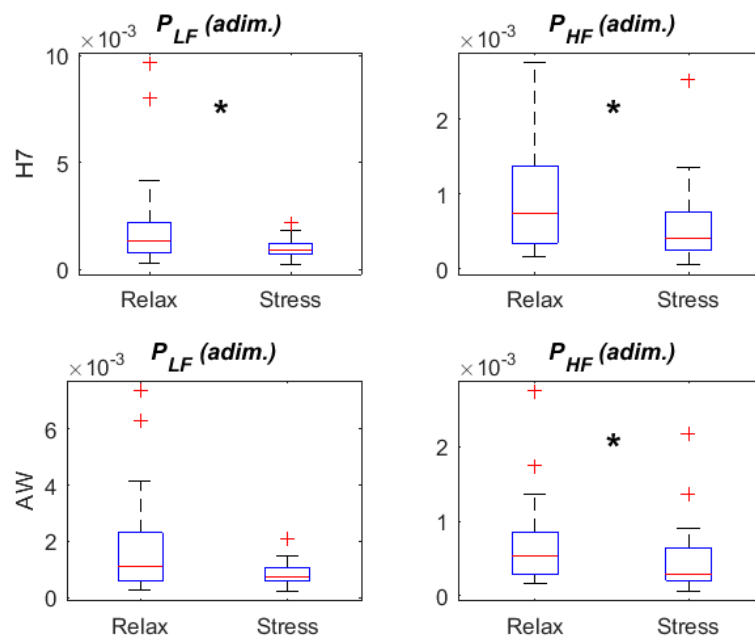 P_LF (adim.)
P_HF (adim.)
×10^-3
×10^-3
10
5
0
H7
2
1
0
*
*
Relax
Stress
Relax
Stress
P_LF (adim.)
P_HF (adim.)
×10^-3
×10^-3
6
4
2
0
AW
2
1
0
*
Relax
Stress
Relax
Stress